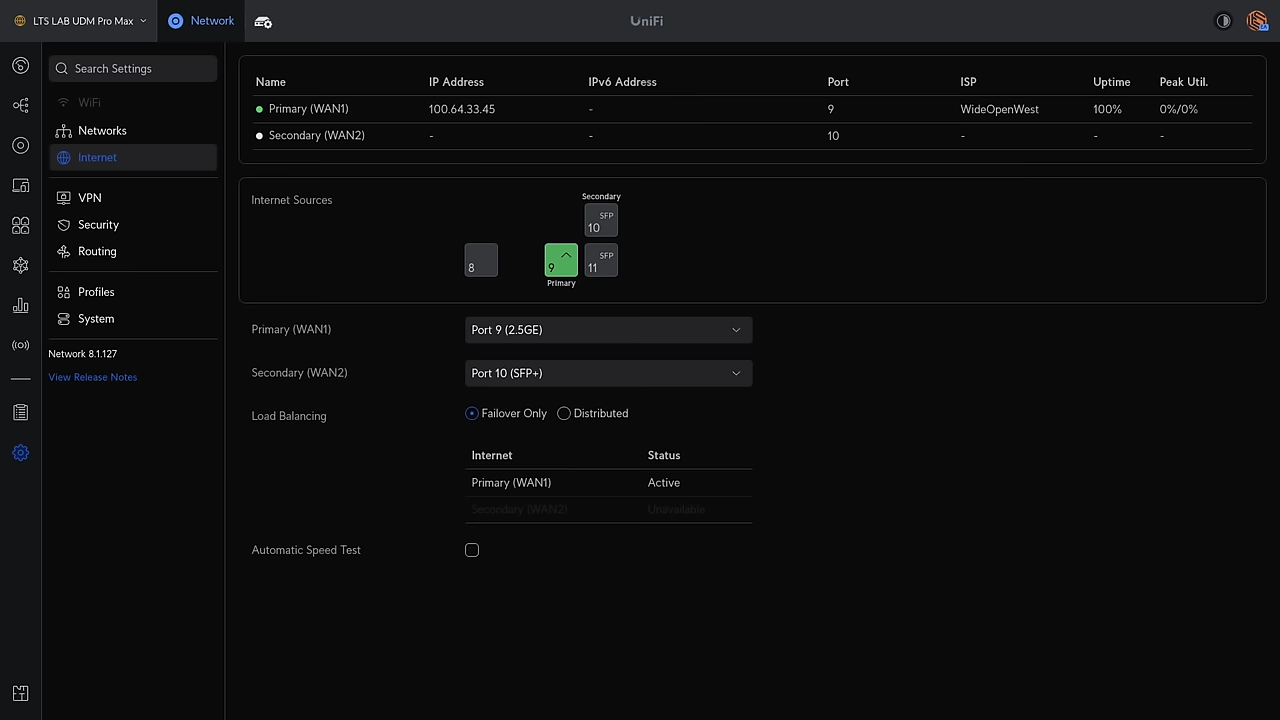 LTS LAB UDM Pro Max
Network
UniFi
Search Settings
WiFi
Networks
Internet
VPN
Security
Routing
Profiles
System
Network 8.1.127
View Release Notes
Name IP Address IPv6 Address Port ISP Uptime Peak Util.
Primary (WAN1) 100.64.33.45 - 9 WideOpenWest 100% 0%/0%
Secondary (WAN2) - - 10 - - -
Internet Sources
Secondary
SFP
10
8
9
SFP
11
Primary
Primary (WAN1) Port 9 (2.5GE)
Secondary (WAN2) Port 10 (SFP+)
Load Balancing Failover Only Distributed
Internet Status
Primary (WAN1) Active
Secondary (WAN2) Unavailable
Automatic Speed Test